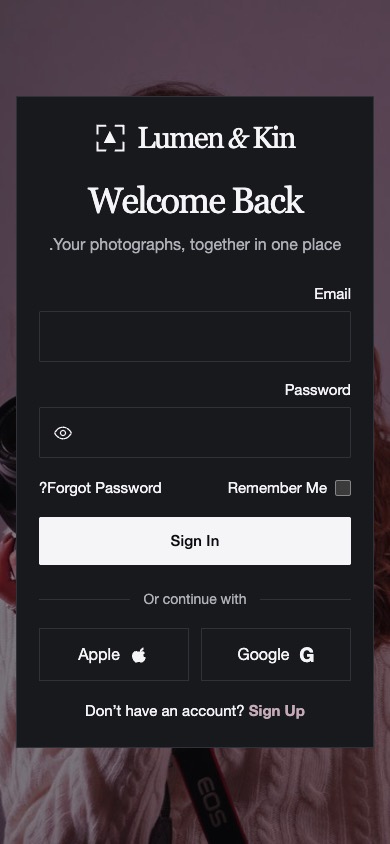 Lumen & Kin
Welcome Back
.Your photographs, together in one place
Email
Password
?Forgot Password
Remember Me
Sign In
Or continue with
Apple
Google G
Don’t have an account? Sign Up
EOS